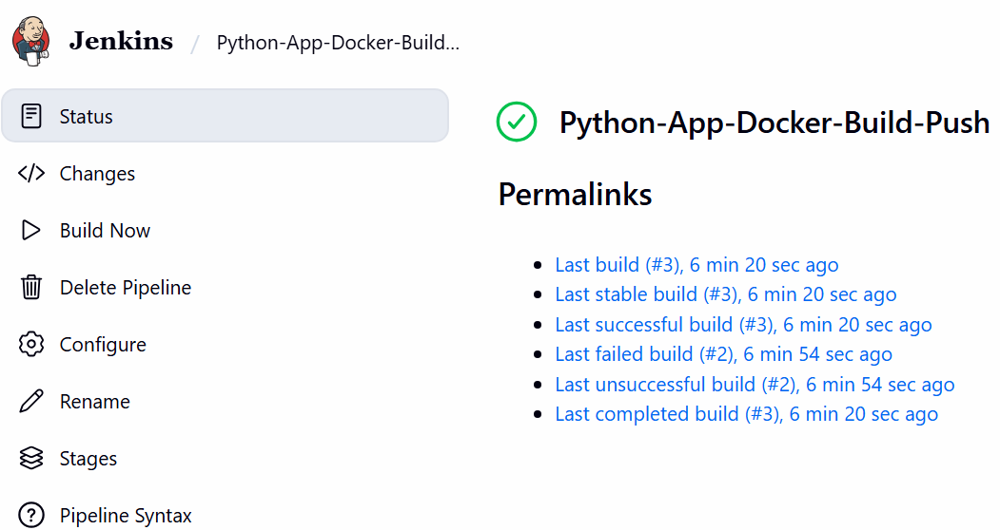 Jenkins / Python-App-Docker-Build...
Status
Changes
Build Now
Delete Pipeline
Configure
Rename
Stages
Pipeline Syntax
Python-App-Docker-Build-Push
Permalinks
Last build (#3), 6 min 20 sec ago
Last stable build (#3), 6 min 20 sec ago
Last successful build (#3), 6 min 20 sec ago
Last failed build (#2), 6 min 54 sec ago
Last unsuccessful build (#2), 6 min 54 sec ago
Last completed build (#3), 6 min 20 sec ago